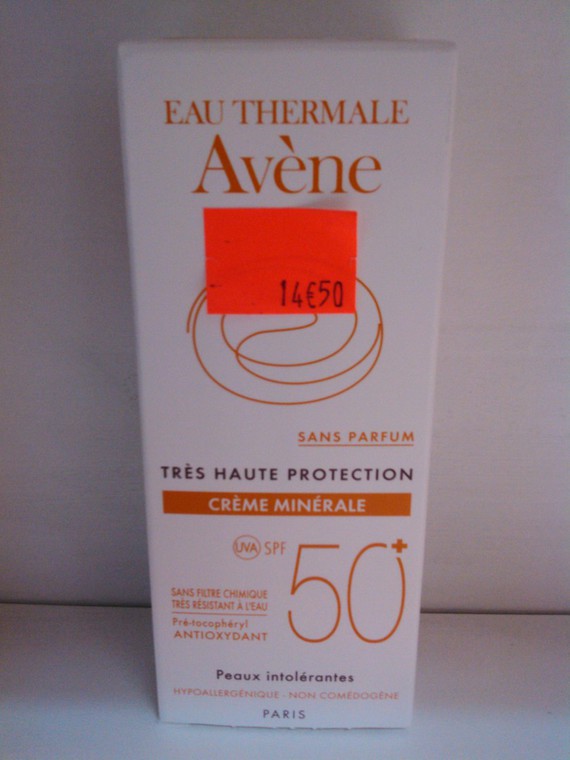 EAU THERMALE
Avène
14€50
SANS PARFUM
TRÈS HAUTE PROTECTION
CRÈME MINÉRALE
UVA SPF 50+
SANS FILTRE CHIMIQUE
TRÈS RÉSISTANT À L'EAU
Pré-tocophéryl
ANTIOXYDANT
Peaux intolérantes
HYPOALLERGÉNIQUE - NON COMÉDOGÈNE
PARIS